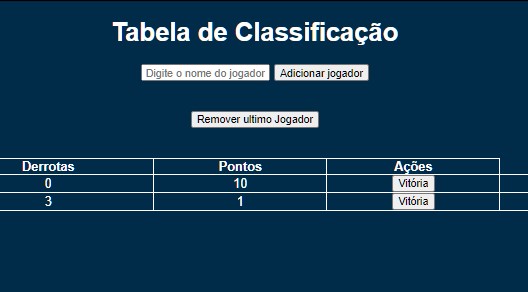 Tabela de Classificação
Digite o nome do jogador Adicionar jogador
Remover ultimo Jogador
Derrotas Pontos Ações
0 10 Vitória
3 1 Vitória